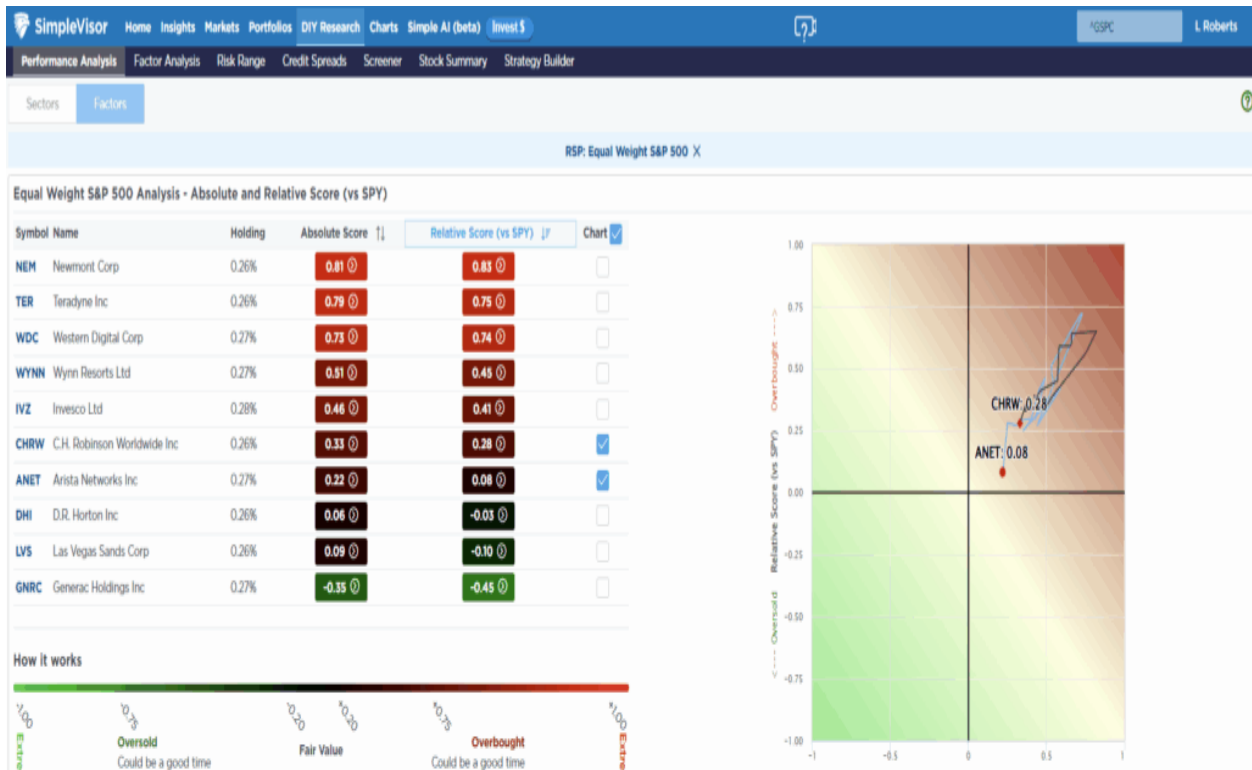 SimpleVisor Home Insights Markets Portfolios DIY Research Charts Simple AI (beta) Invest $ ^GSPC L Roberts
Performance Analysis Factor Analysis Risk Range Credit Spreads Screener Stock Summary Strategy Builder
Sectors Factors
RSP: Equal Weight S&P 500 X
Equal Weight S&P 500 Analysis - Absolute and Relative Score (vs SPY)
Symbol Name Holding Absolute Score Relative Score (vs SPY) Chart
NEM Newmont Corp 0.26% 0.81 0.83
TER Teradyne Inc 0.26% 0.79 0.75
WDC Western Digital Corp 0.27% 0.73 0.74
WYNN Wynn Resorts Ltd 0.27% 0.51 0.45
IVZ Invesco Ltd 0.28% 0.46 0.41
CHRW C.H. Robinson Worldwide Inc 0.26% 0.33 0.28
ANET Arista Networks Inc 0.27% 0.22 0.08
DHI D.R. Horton Inc 0.26% 0.06 -0.03
LVS Las Vegas Sands Corp 0.26% 0.09 -0.10
GNRC Generac Holdings Inc 0.27% -0.35 -0.45
How it works
-1.00 -0.75 -0.20 +0.20 +0.75 +1.00
Extre Oversold Fair Value Overbought Extre
Could be a good time Could be a good time
<--- Oversold Relative Score (vs SPY) Overbought --->
1.00
0.75
0.50
0.25
0.00
-0.25
-0.50
-0.75
-1.00
CHRW: 0.28
ANET: 0.08
-1 -0.5 0 0.5 1